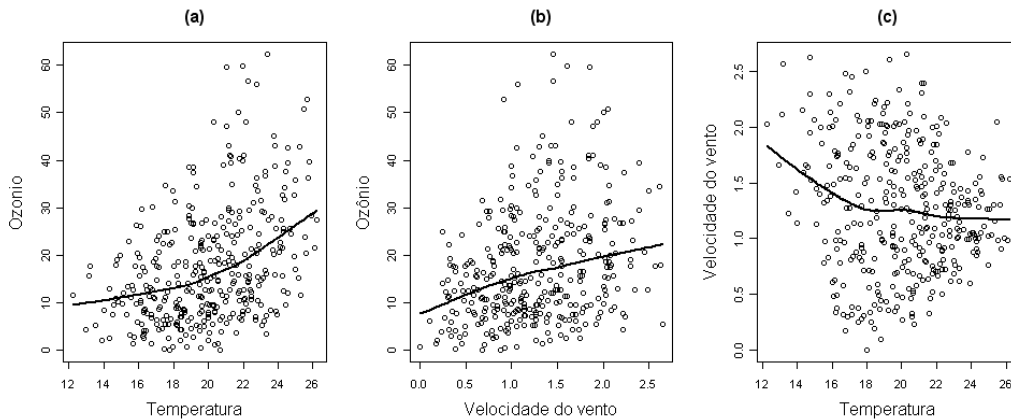 (a)
Ozônio
0 10 20 30 40 50 60
12 14 16 18 20 22 24 26
Temperatura
(b)
Ozônio
0 10 20 30 40 50 60
0.0 0.5 1.0 1.5 2.0 2.5
Velocidade do vento
(c)
Velocidade do vento
0.0 0.5 1.0 1.5 2.0 2.5
12 14 16 18 20 22 24 26
Temperatura